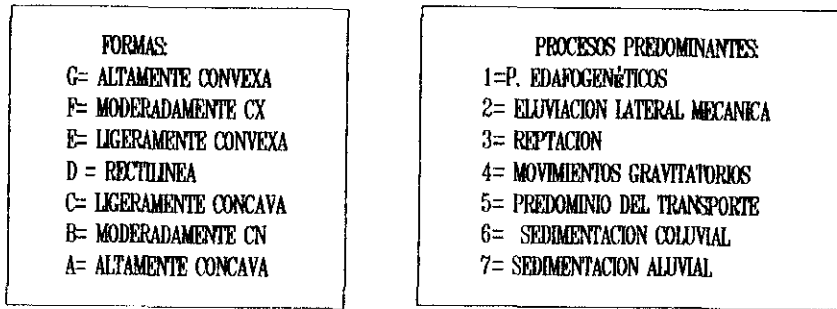 FORMAS:
G= ALTAMENTE CONVEXA
F= MODERADAMENTE CX
E= LIGERAMENTE CONVEXA
D = RECTILINEA
C= LIGERAMENTE CONCAVA
B= MODERADAMENTE CN
A= ALTAMENTE CONCAVA
PROCESOS PREDOMINANTES:
1=P. EDAFOGENéTICOS
2= ELUVIACION LATERAL MECANICA
3= REPTACION
4= MOVIMIENTOS GRAVITATORIOS
5= PREDOMINIO DEL TRANSPORTE
6= SEDIMENTACION COLUVIAL
7= SEDIMENTACION ALUVIAL